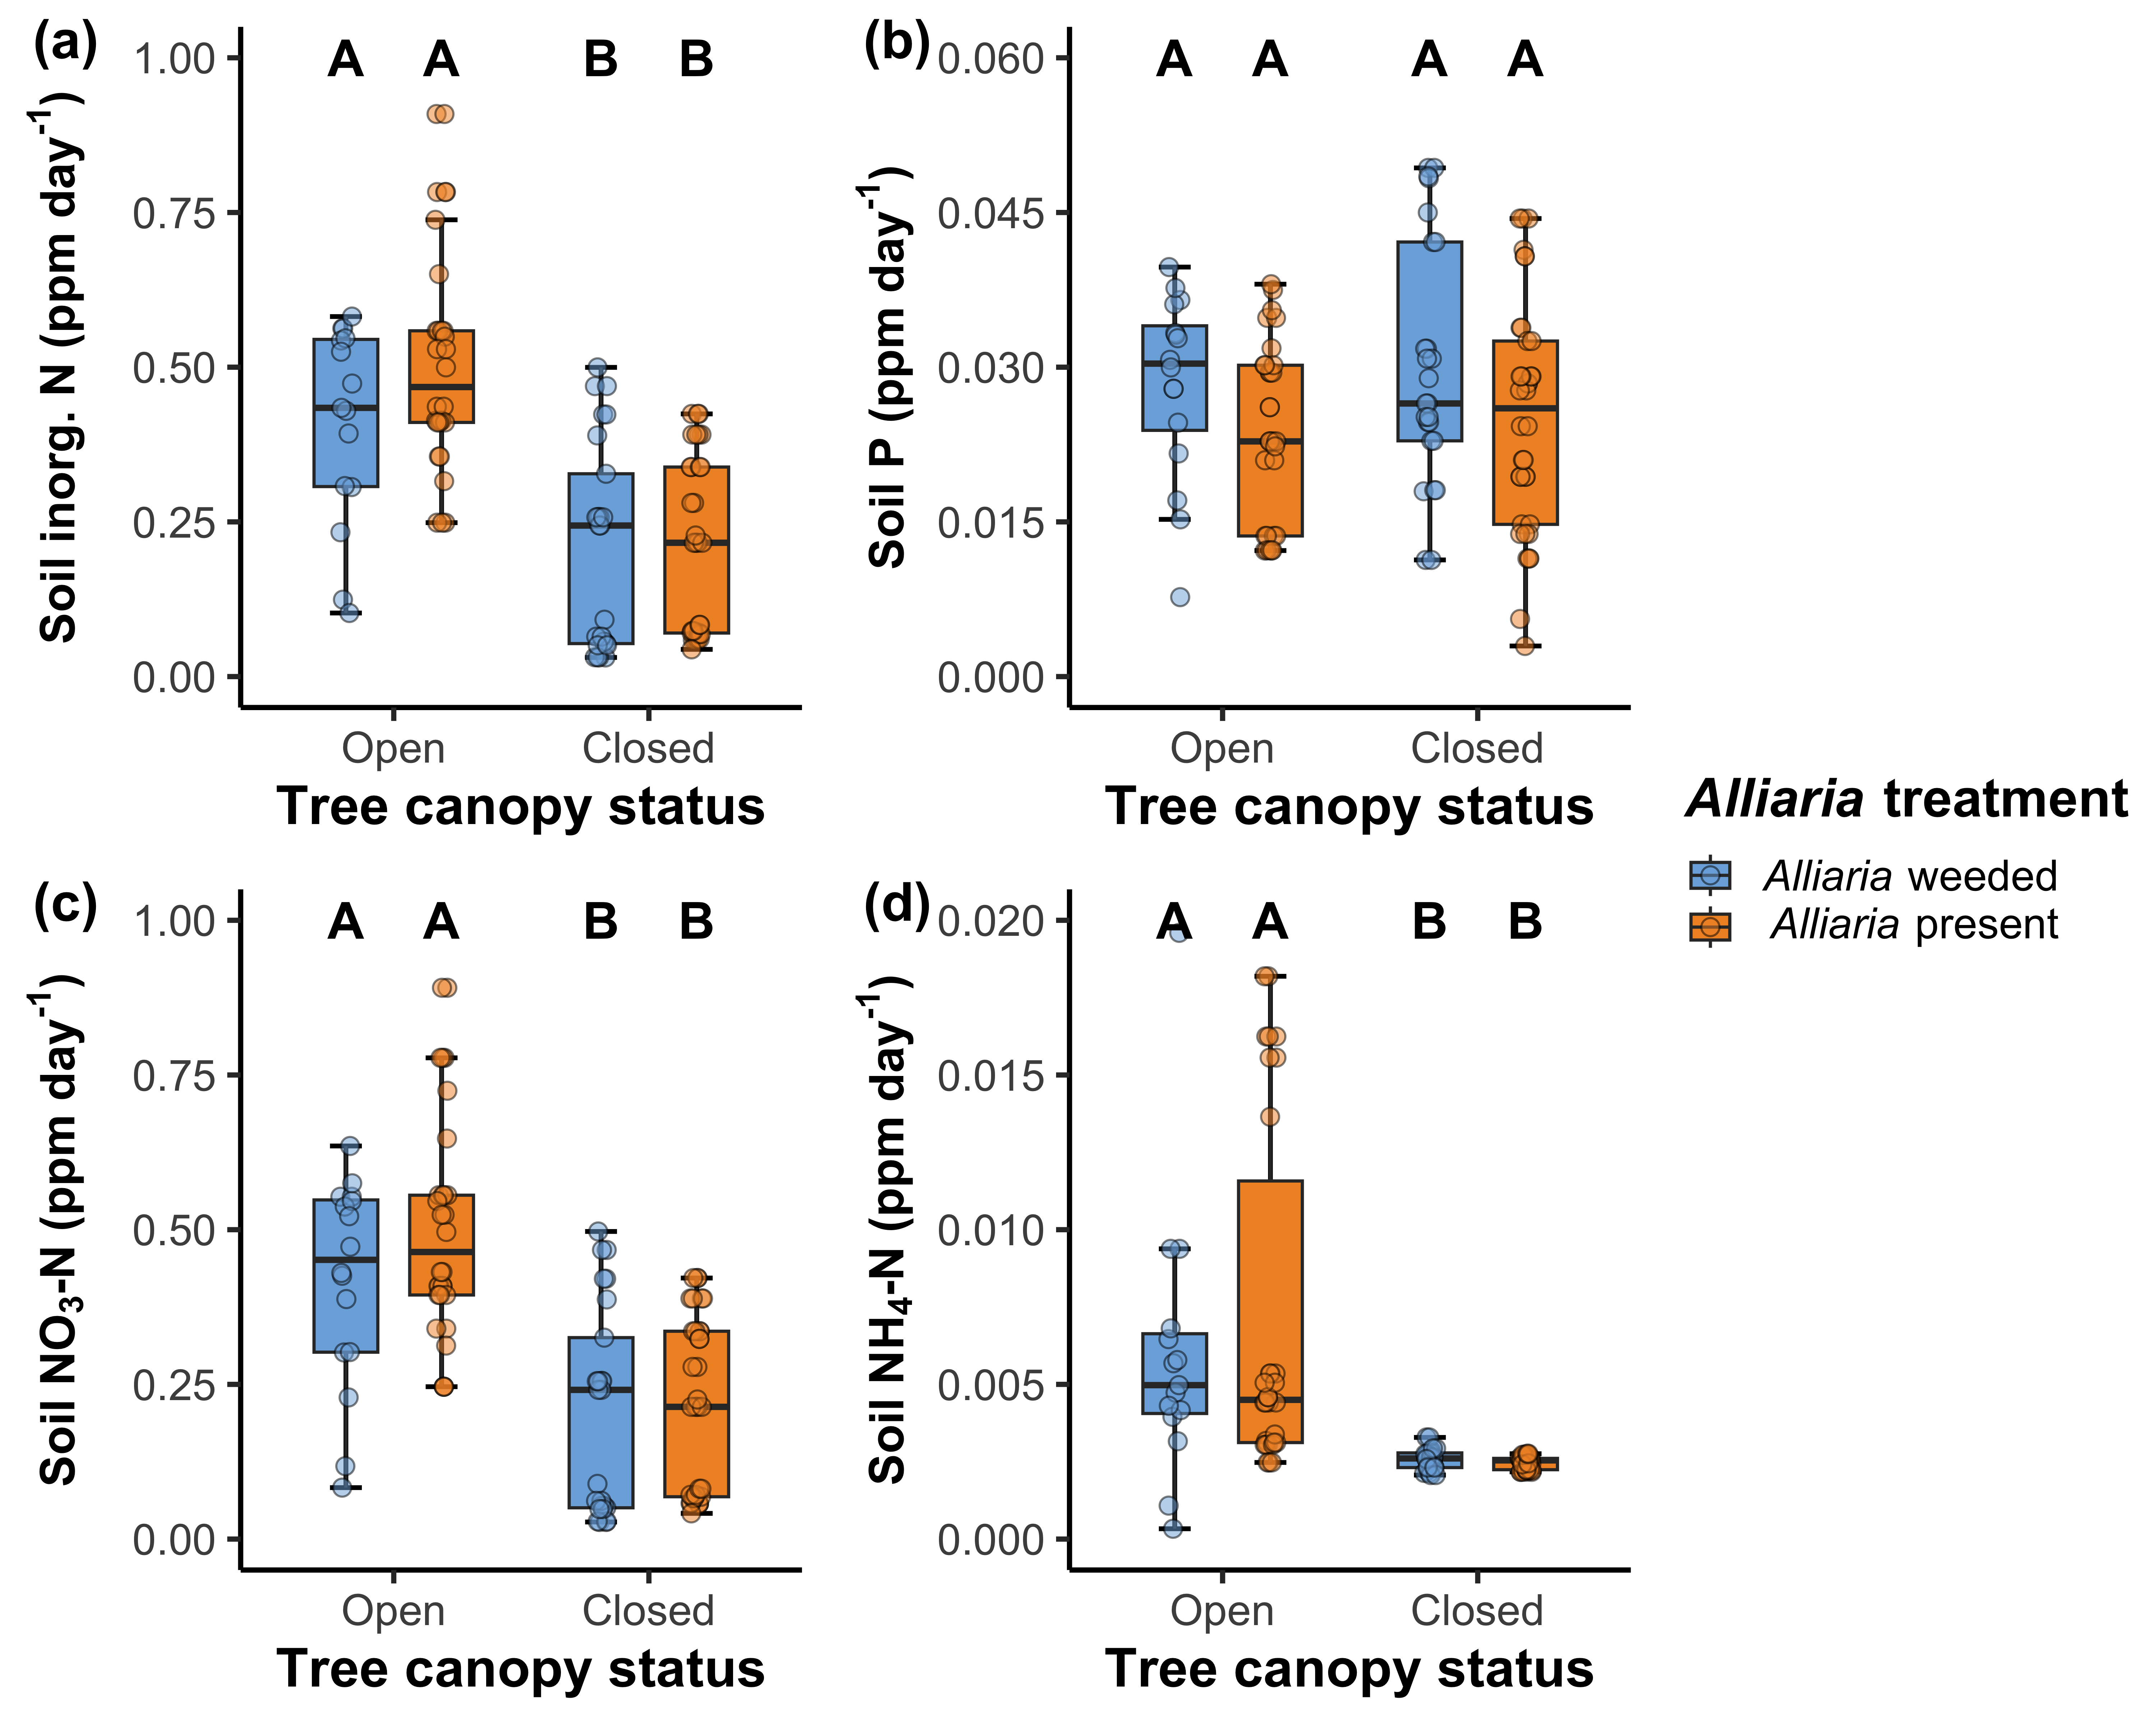 (a)
Soil inorg. N (ppm day⁻¹)
1.00
0.75
0.50
0.25
0.00
A A B B
Open Closed
Tree canopy status
(b)
Soil P (ppm day⁻¹)
0.060
0.045
0.030
0.015
0.000
A A A A
Open Closed
Tree canopy status
(c)
Soil NO₃-N (ppm day⁻¹)
1.00
0.75
0.50
0.25
0.00
A A B B
Open Closed
Tree canopy status
(d)
Soil NH₄-N (ppm day⁻¹)
0.020
0.015
0.010
0.005
0.000
A A B B
Open Closed
Tree canopy status
Alliaria treatment
Alliaria weeded
Alliaria present